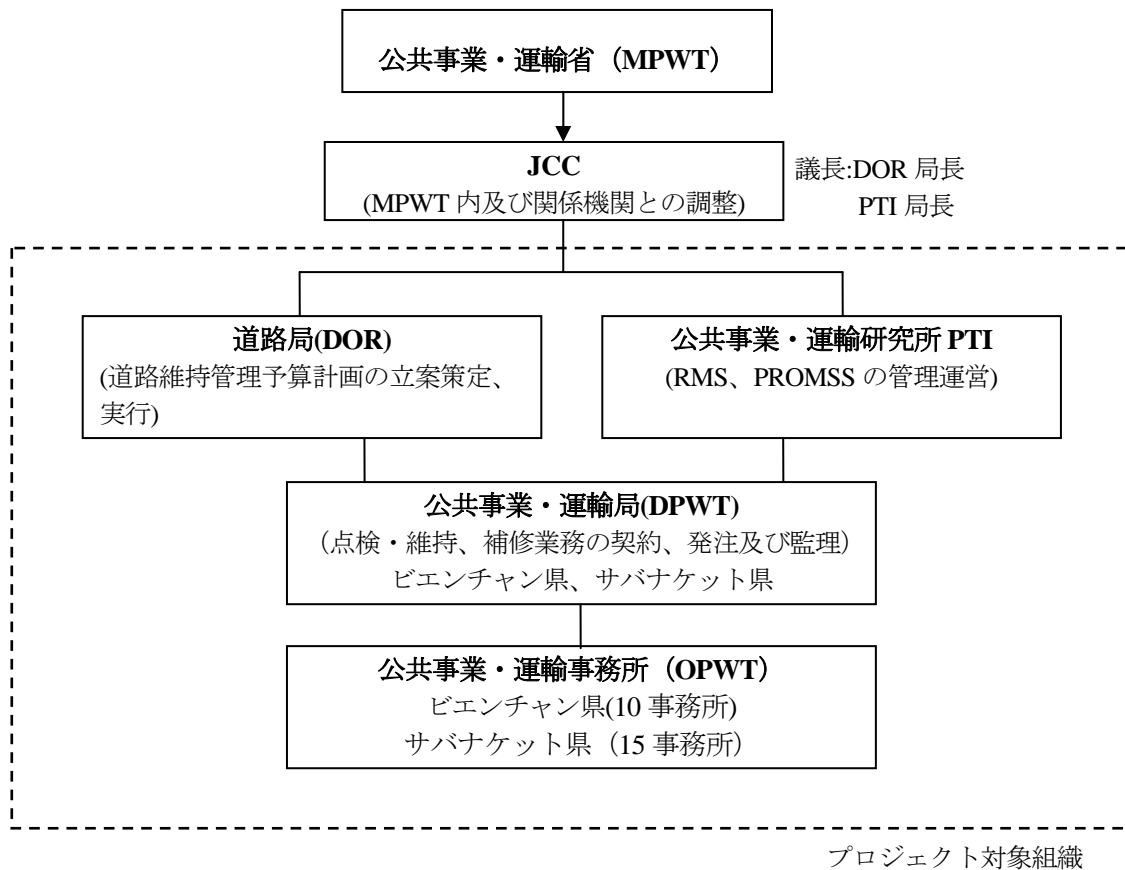 公共事業・運輸省（MPWT）
JCC
(MPWT 内及び関係機関との調整)
議長:DOR 局長
PTI 局長
道路局(DOR)
(道路維持管理予算計画の立案策定、
実行)
公共事業・運輸研究所 PTI
(RMS、PROMSS の管理運営)
公共事業・運輸局(DPWT)
（点検・維持、補修業務の契約、発注及び監理）
ビエンチャン県、サバナケット県
公共事業・運輸事務所（OPWT）
ビエンチャン県(10 事務所)
サバナケット県（15 事務所）
プロジェクト対象組織